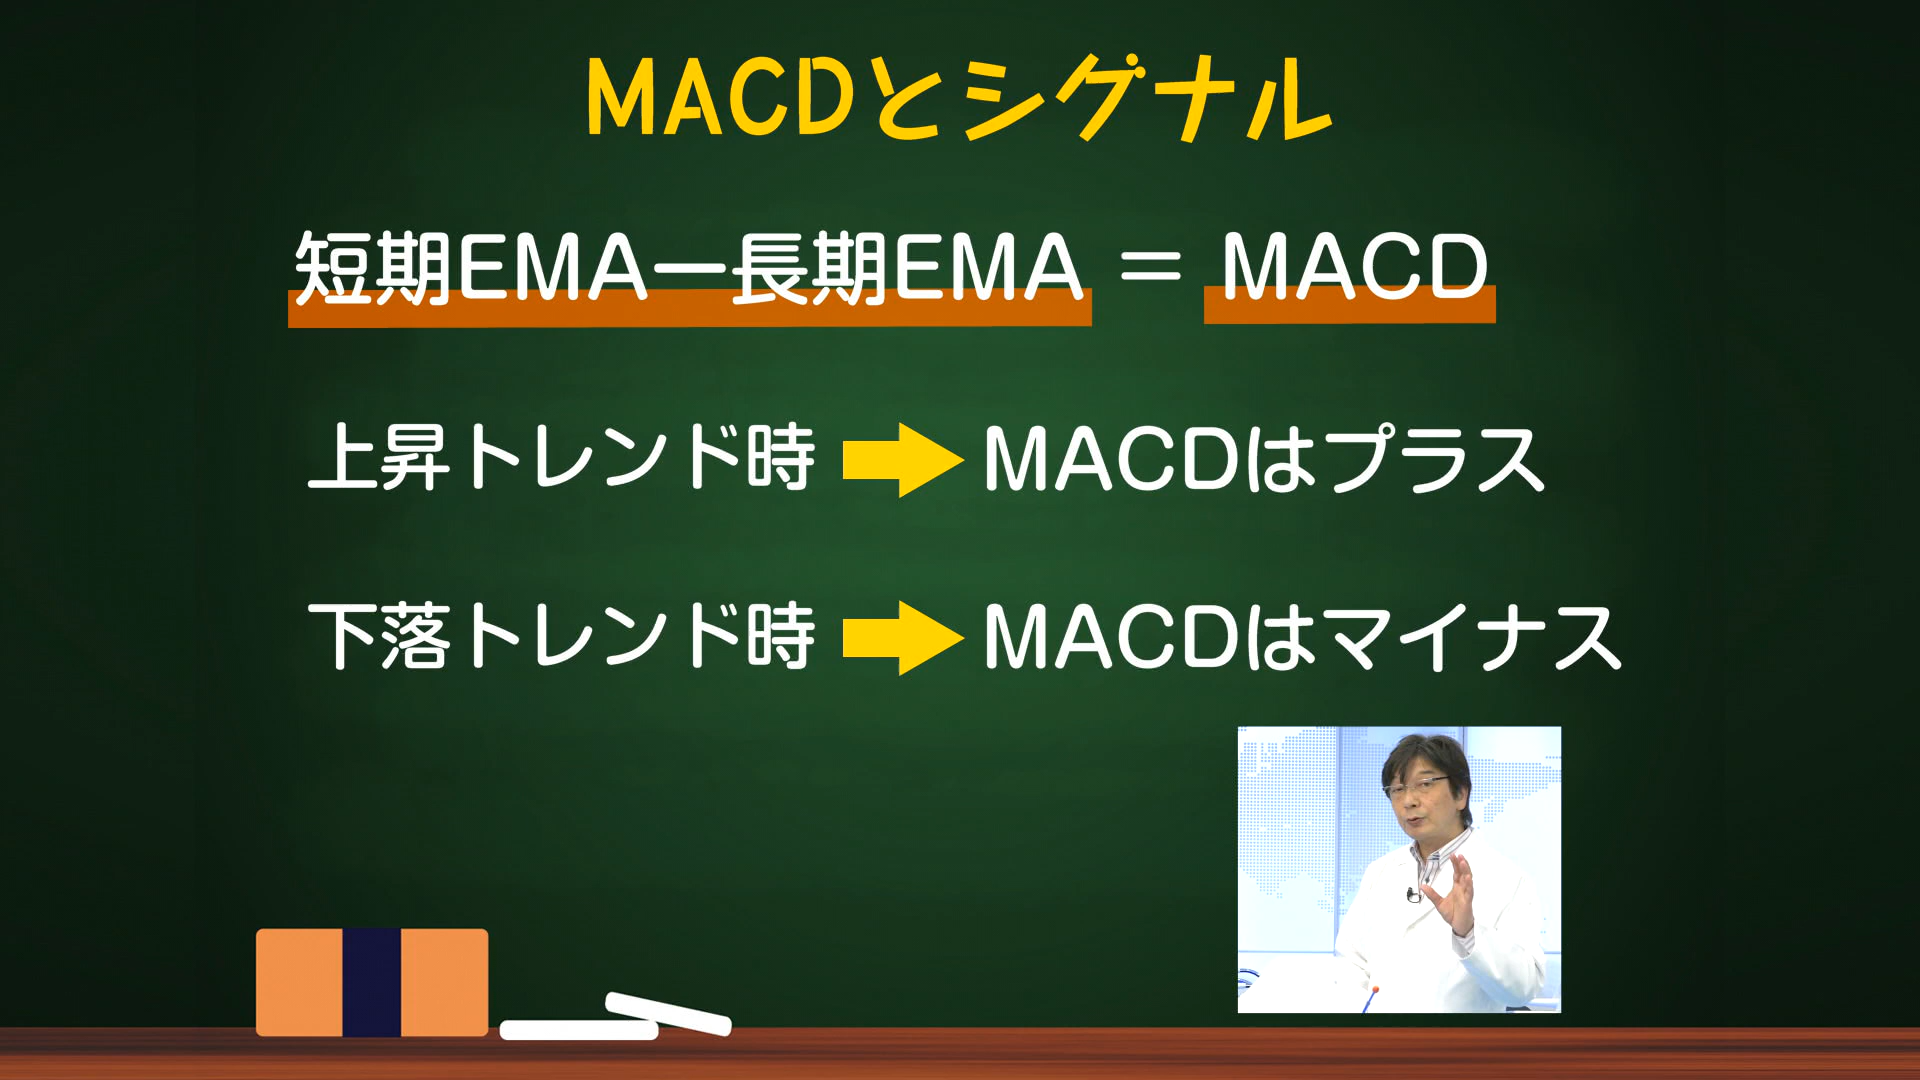 MACDとシグナル
短期EMAー長期EMA = MACD
上昇トレンド時 ➡ MACDはプラス
下落トレンド時 ➡ MACDはマイナス